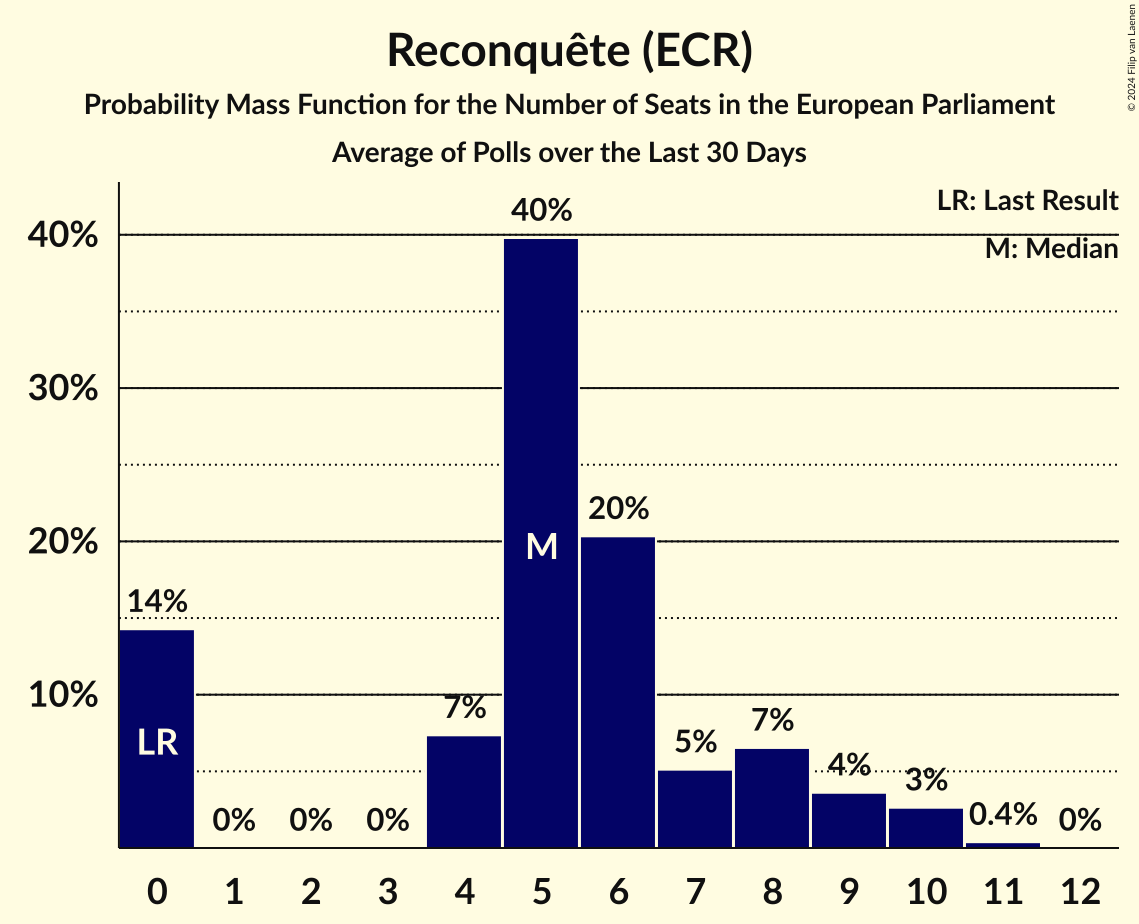 Reconquête (ECR)
Probability Mass Function for the Number of Seats in the European Parliament
Average of Polls over the Last 30 Days
© 2024 Filip van Laenen
LR: Last Result
M: Median
40%
30%
20%
10%
14%
0%
0%
0%
7%
40%
20%
5%
7%
4%
3%
0.4%
0%
LR
M
0 1 2 3 4 5 6 7 8 9 10 11 12